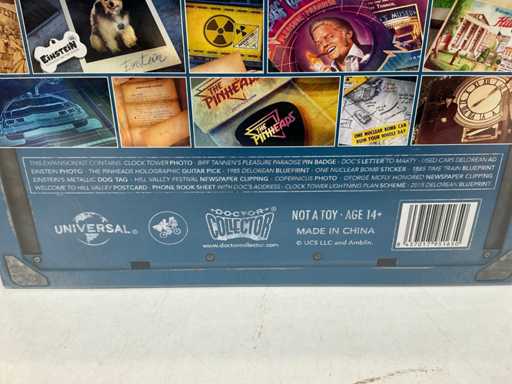 EINSTEIN
Einstein
THE
PINHEADS
THE
PINHEADS
ONE NUCLEAR BOMB CAN
RUIN YOUR WHOLE
DAY
THIS EXPANSION KIT CONTAINS: CLOCK TOWER PHOTO · BIFF TANNEN'S PLEASURE PARADISE PIN BADGE · DOC'S LETTER TO MARTY · USED CARS DELOREAN AD
EINSTEIN PHOTO · THE PINHEADS HOLOGRAPHIC GUITAR PICK · 1985 DELOREAN BLUEPRINT · ONE NUCLEAR BOMB STICKER · 1885 TIME TRAIN BLUEPRINT
EINSTEIN'S METALLIC DOG TAG · HILL VALLEY FESTIVAL NEWSPAPER CLIPPING · COPERNICUS PHOTO · GEORGE MCFLY HONORED NEWSPAPER CLIPPING
WELCOME TO HILL VALLEY POSTCARD · PHONE BOOK SHEET WITH DOC'S ADDRESS · CLOCK TOWER LIGHTNING PLAN SCHEME · 2015 DELOREAN BLUEPRINT
UNIVERSAL
DOCTOR
COLLECTOR
www.doctorcollector.com
NOT A TOY · AGE 14+
MADE IN CHINA
© UCS LLC and Amblin.